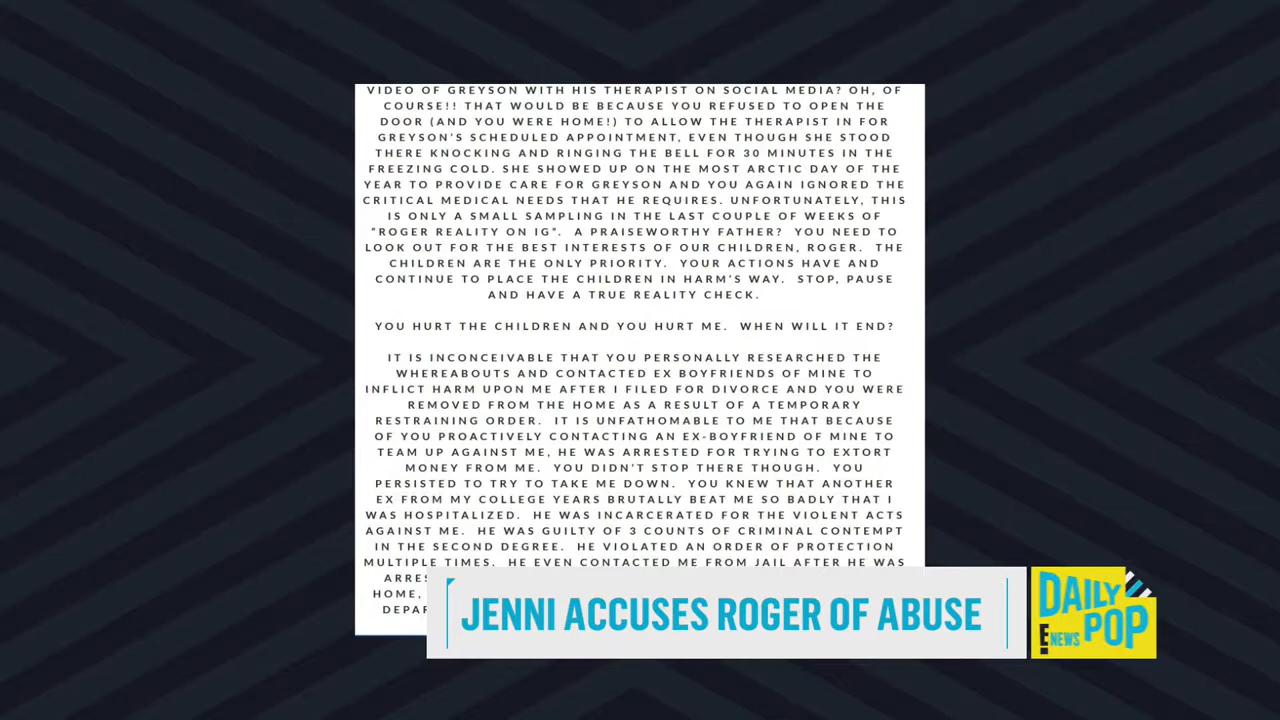 VIDEO OF GREYSON WITH HIS THERAPIST ON SOCIAL MEDIA? OH, OF
COURSE!! THAT WOULD BE BECAUSE YOU REFUSED TO OPEN THE
DOOR (AND YOU WERE HOME!) TO ALLOW THE THERAPIST IN FOR
GREYSON'S SCHEDULED APPOINTMENT, EVEN THOUGH SHE STOOD
THERE KNOCKING AND RINGING THE BELL FOR 30 MINUTES IN THE
FREEZING COLD. SHE SHOWED UP ON THE MOST ARCTIC DAY OF THE
YEAR TO PROVIDE CARE FOR GREYSON AND YOU AGAIN IGNORED THE
CRITICAL MEDICAL NEEDS THAT HE REQUIRES. UNFORTUNATELY, THIS
IS ONLY A SMALL SAMPLING IN THE LAST COUPLE OF WEEKS OF
"ROGER REALITY ON IG". A PRAISEWORTHY FATHER? YOU NEED TO
LOOK OUT FOR THE BEST INTERESTS OF OUR CHILDREN, ROGER. THE
CHILDREN ARE THE ONLY PRIORITY. YOUR ACTIONS HAVE AND
CONTINUE TO PLACE THE CHILDREN IN HARM'S WAY. STOP, PAUSE
AND HAVE A TRUE REALITY CHECK.
YOU HURT THE CHILDREN AND YOU HURT ME. WHEN WILL IT END?
IT IS INCONCEIVABLE THAT YOU PERSONALLY RESEARCHED THE
WHEREABOUTS AND CONTACTED EX BOYFRIENDS OF MINE TO
INFLICT HARM UPON ME AFTER I FILED FOR DIVORCE AND YOU WERE
REMOVED FROM THE HOME AS A RESULT OF A TEMPORARY
RESTRAINING ORDER. IT IS UNFATHOMABLE TO ME THAT BECAUSE
OF YOU PROACTIVELY CONTACTING AN EX-BOYFRIEND OF MINE TO
TEAM UP AGAINST ME, HE WAS ARRESTED FOR TRYING TO EXTORT
MONEY FROM ME. YOU DIDN'T STOP THERE THOUGH. YOU
PERSISTED TO TRY TO TAKE ME DOWN. YOU KNEW THAT ANOTHER
EX FROM MY COLLEGE YEARS BRUTALLY BEAT ME SO BADLY THAT I
WAS HOSPITALIZED. HE WAS INCARCERATED FOR THE VIOLENT ACTS
AGAINST ME. HE WAS GUILTY OF 3 COUNTS OF CRIMINAL CONTEMPT
IN THE SECOND DEGREE. HE VIOLATED AN ORDER OF PROTECTION
MULTIPLE TIMES. HE EVEN CONTACTED ME FROM JAIL AFTER HE WAS
HOME,
JENNI ACCUSES ROGER OF ABUSE
DAILY
POP
E! NEWS